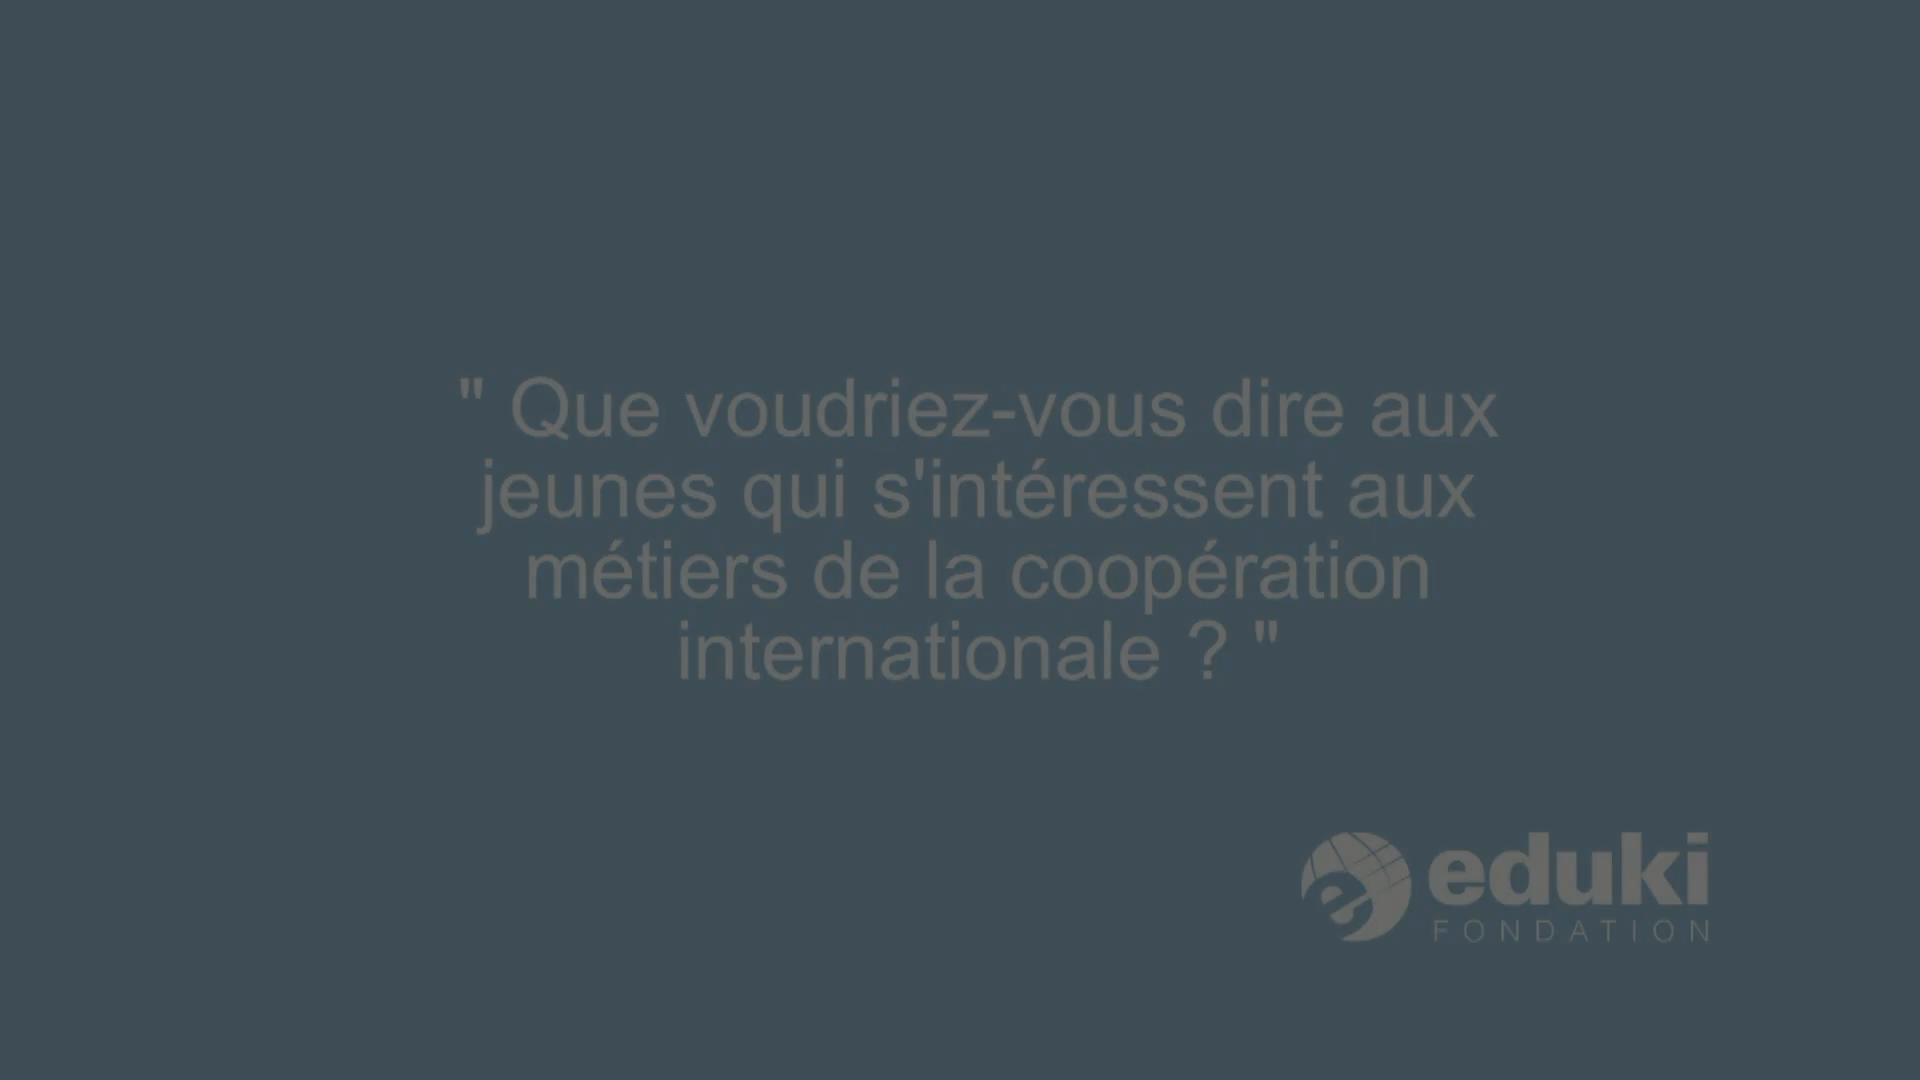 " Que voudriez-vous dire aux
jeunes qui s'intéressent aux
métiers de la coopération
internationale ? "
eduki
FONDATION